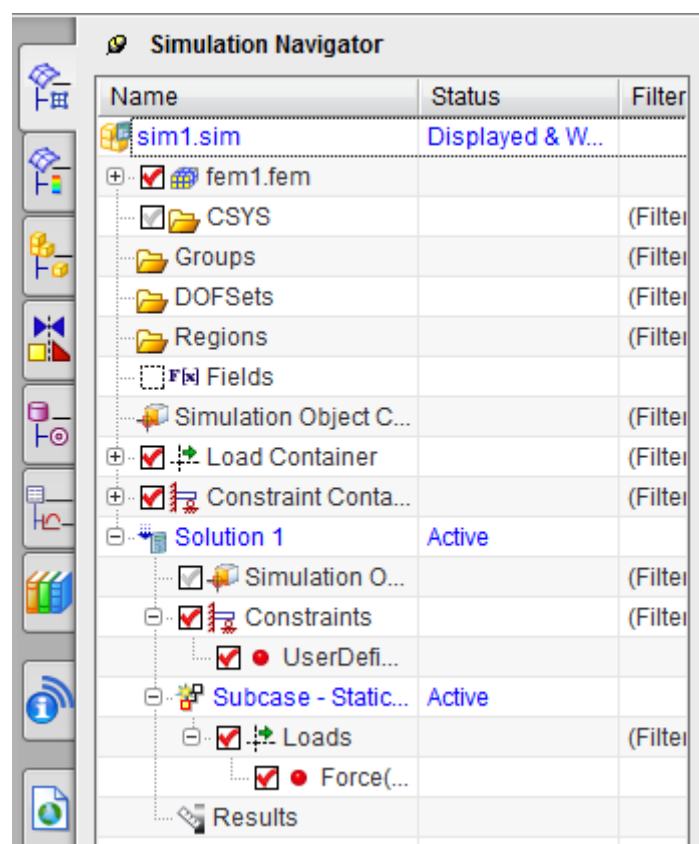 Simulation Navigator
Name Status Filter
sim1.sim Displayed & W...
fem1.fem
CSYS (Filter
Groups (Filter
DOFSets (Filter
Regions (Filter
F(x) Fields
Simulation Object C... (Filter
Load Container (Filter
Constraint Conta... (Filter
Solution 1 Active
Simulation O... (Filter
Constraints (Filter
UserDefi...
Subcase - Static... Active
Loads (Filter
Force(...
Results